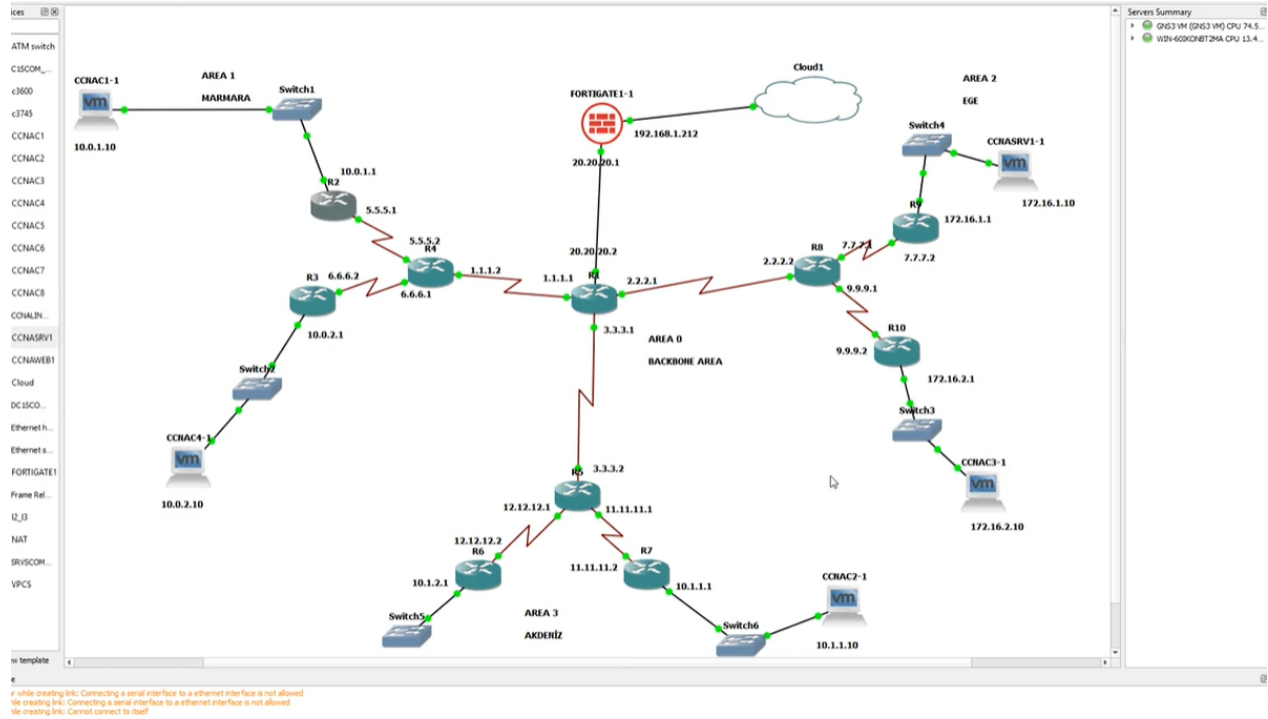 ices
ATM switch
C1SCOM_...
c3600
c3745
CCNAC1
CCNAC2
CCNAC3
CCNAC4
CCNAC5
CCNAC6
CCNAC7
CCNAC8
CCNALIN...
CCNASRV1
CCNAWEB1
Cloud
DC1SCO...
Ethernet h...
Ethernet s...
FORTIGATE1
Frame Rel...
l2_l3
NAT
SRVSCOM...
VPCS
w template
CCNAC1-1
10.0.1.10
AREA 1
MARMARA
Switch1
10.0.1.1
R2
5.5.5.1
5.5.5.2
R4
1.1.1.2
R3
6.6.6.2
6.6.6.1
10.0.2.1
Switch2
CCNAC4-1
10.0.2.10
FORTIGATE1-1
192.168.1.212
20.20.20.1
Cloud1
20.20.20.2
1.1.1.1
R1
2.2.2.1
3.3.3.1
AREA 0
BACKBONE AREA
AREA 2
EGE
Switch4
CCNASRV1-1
172.16.1.10
R9
172.16.1.1
7.7.7.1
7.7.7.2
R8
2.2.2.2
9.9.9.1
R10
9.9.9.2
172.16.2.1
Switch3
CCNAC3-1
172.16.2.10
R5
3.3.3.2
12.12.12.1
11.11.11.1
12.12.12.2
R6
11.11.11.2
R7
10.1.2.1
10.1.1.1
Switch5
AREA 3
AKDENİZ
Switch6
CCNAC2-1
10.1.1.10
Servers Summary
GNS3 VM (GNS3 VM) CPU 74.5...
WIN-60IKONBT2MA CPU 13.4...
e
r while creating link: Connecting a serial interface to a ethernet interface is not allowed
hile creating link: Connecting a serial interface to a ethernet interface is not allowed
hile creating link: Cannot connect to itself